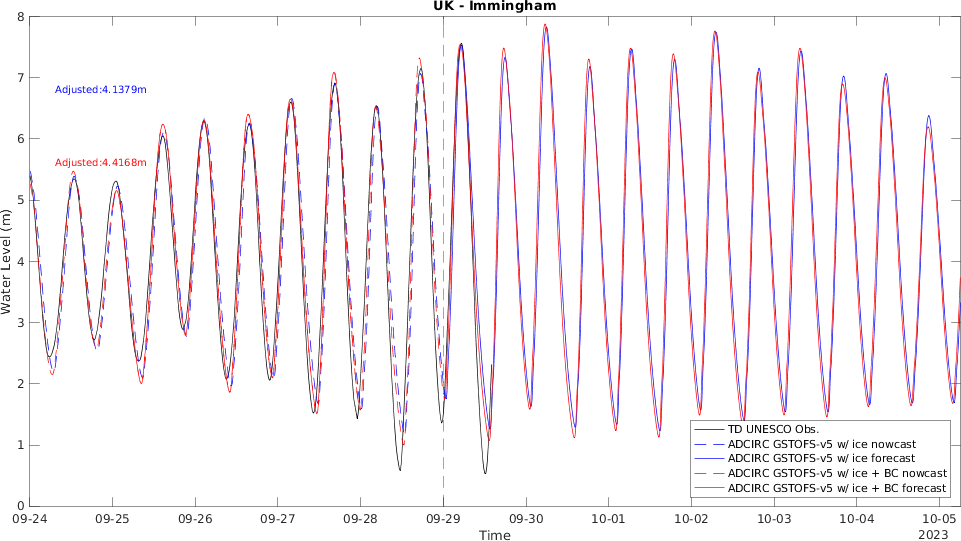 UK - Immingham
8
7
Adjusted:4.1379m
6
Adjusted:4.4168m
5
Water Level (m)
4
3
2
1
0
TD UNESCO Obs.
ADCIRC GSTOFS-v5 w/ ice nowcast
ADCIRC GSTOFS-v5 w/ ice forecast
ADCIRC GSTOFS-v5 w/ ice + BC nowcast
ADCIRC GSTOFS-v5 w/ ice + BC forecast
09-24 09-25 09-26 09-27 09-28 09-29 09-30 10-01 10-02 10-03 10-04 10-05
Time
2023